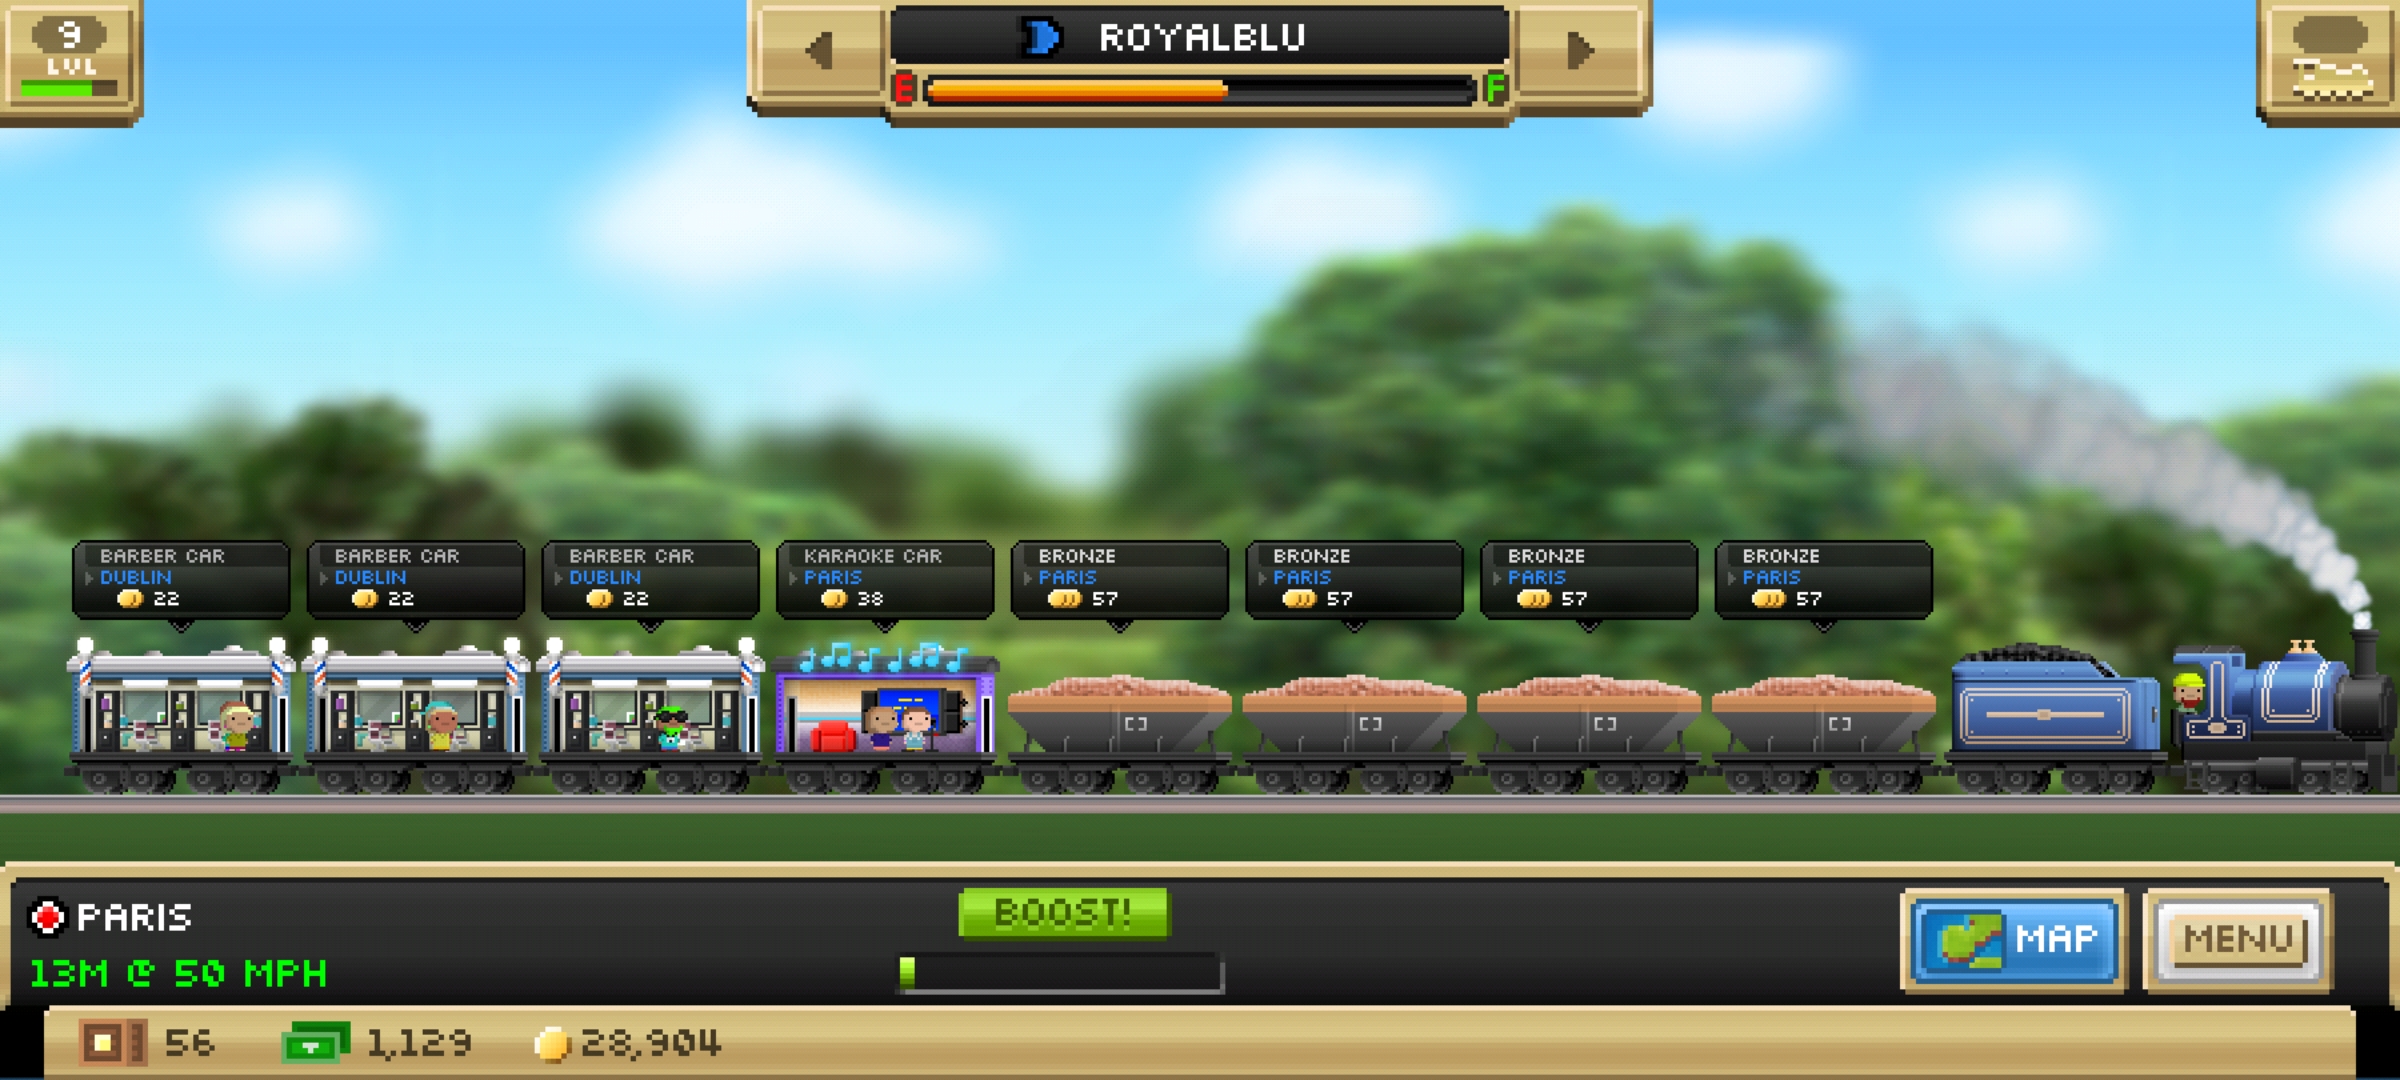 9
LVL
ROYALBLU
E F
BARBER CAR
DUBLIN
22
BARBER CAR
DUBLIN
22
BARBER CAR
DUBLIN
22
KARAOKE CAR
PARIS
38
BRONZE
PARIS
57
BRONZE
PARIS
57
BRONZE
PARIS
57
BRONZE
PARIS
57
PARIS
13M @ 50 MPH
BOOST!
MAP
MENU
56
1,129
28,904